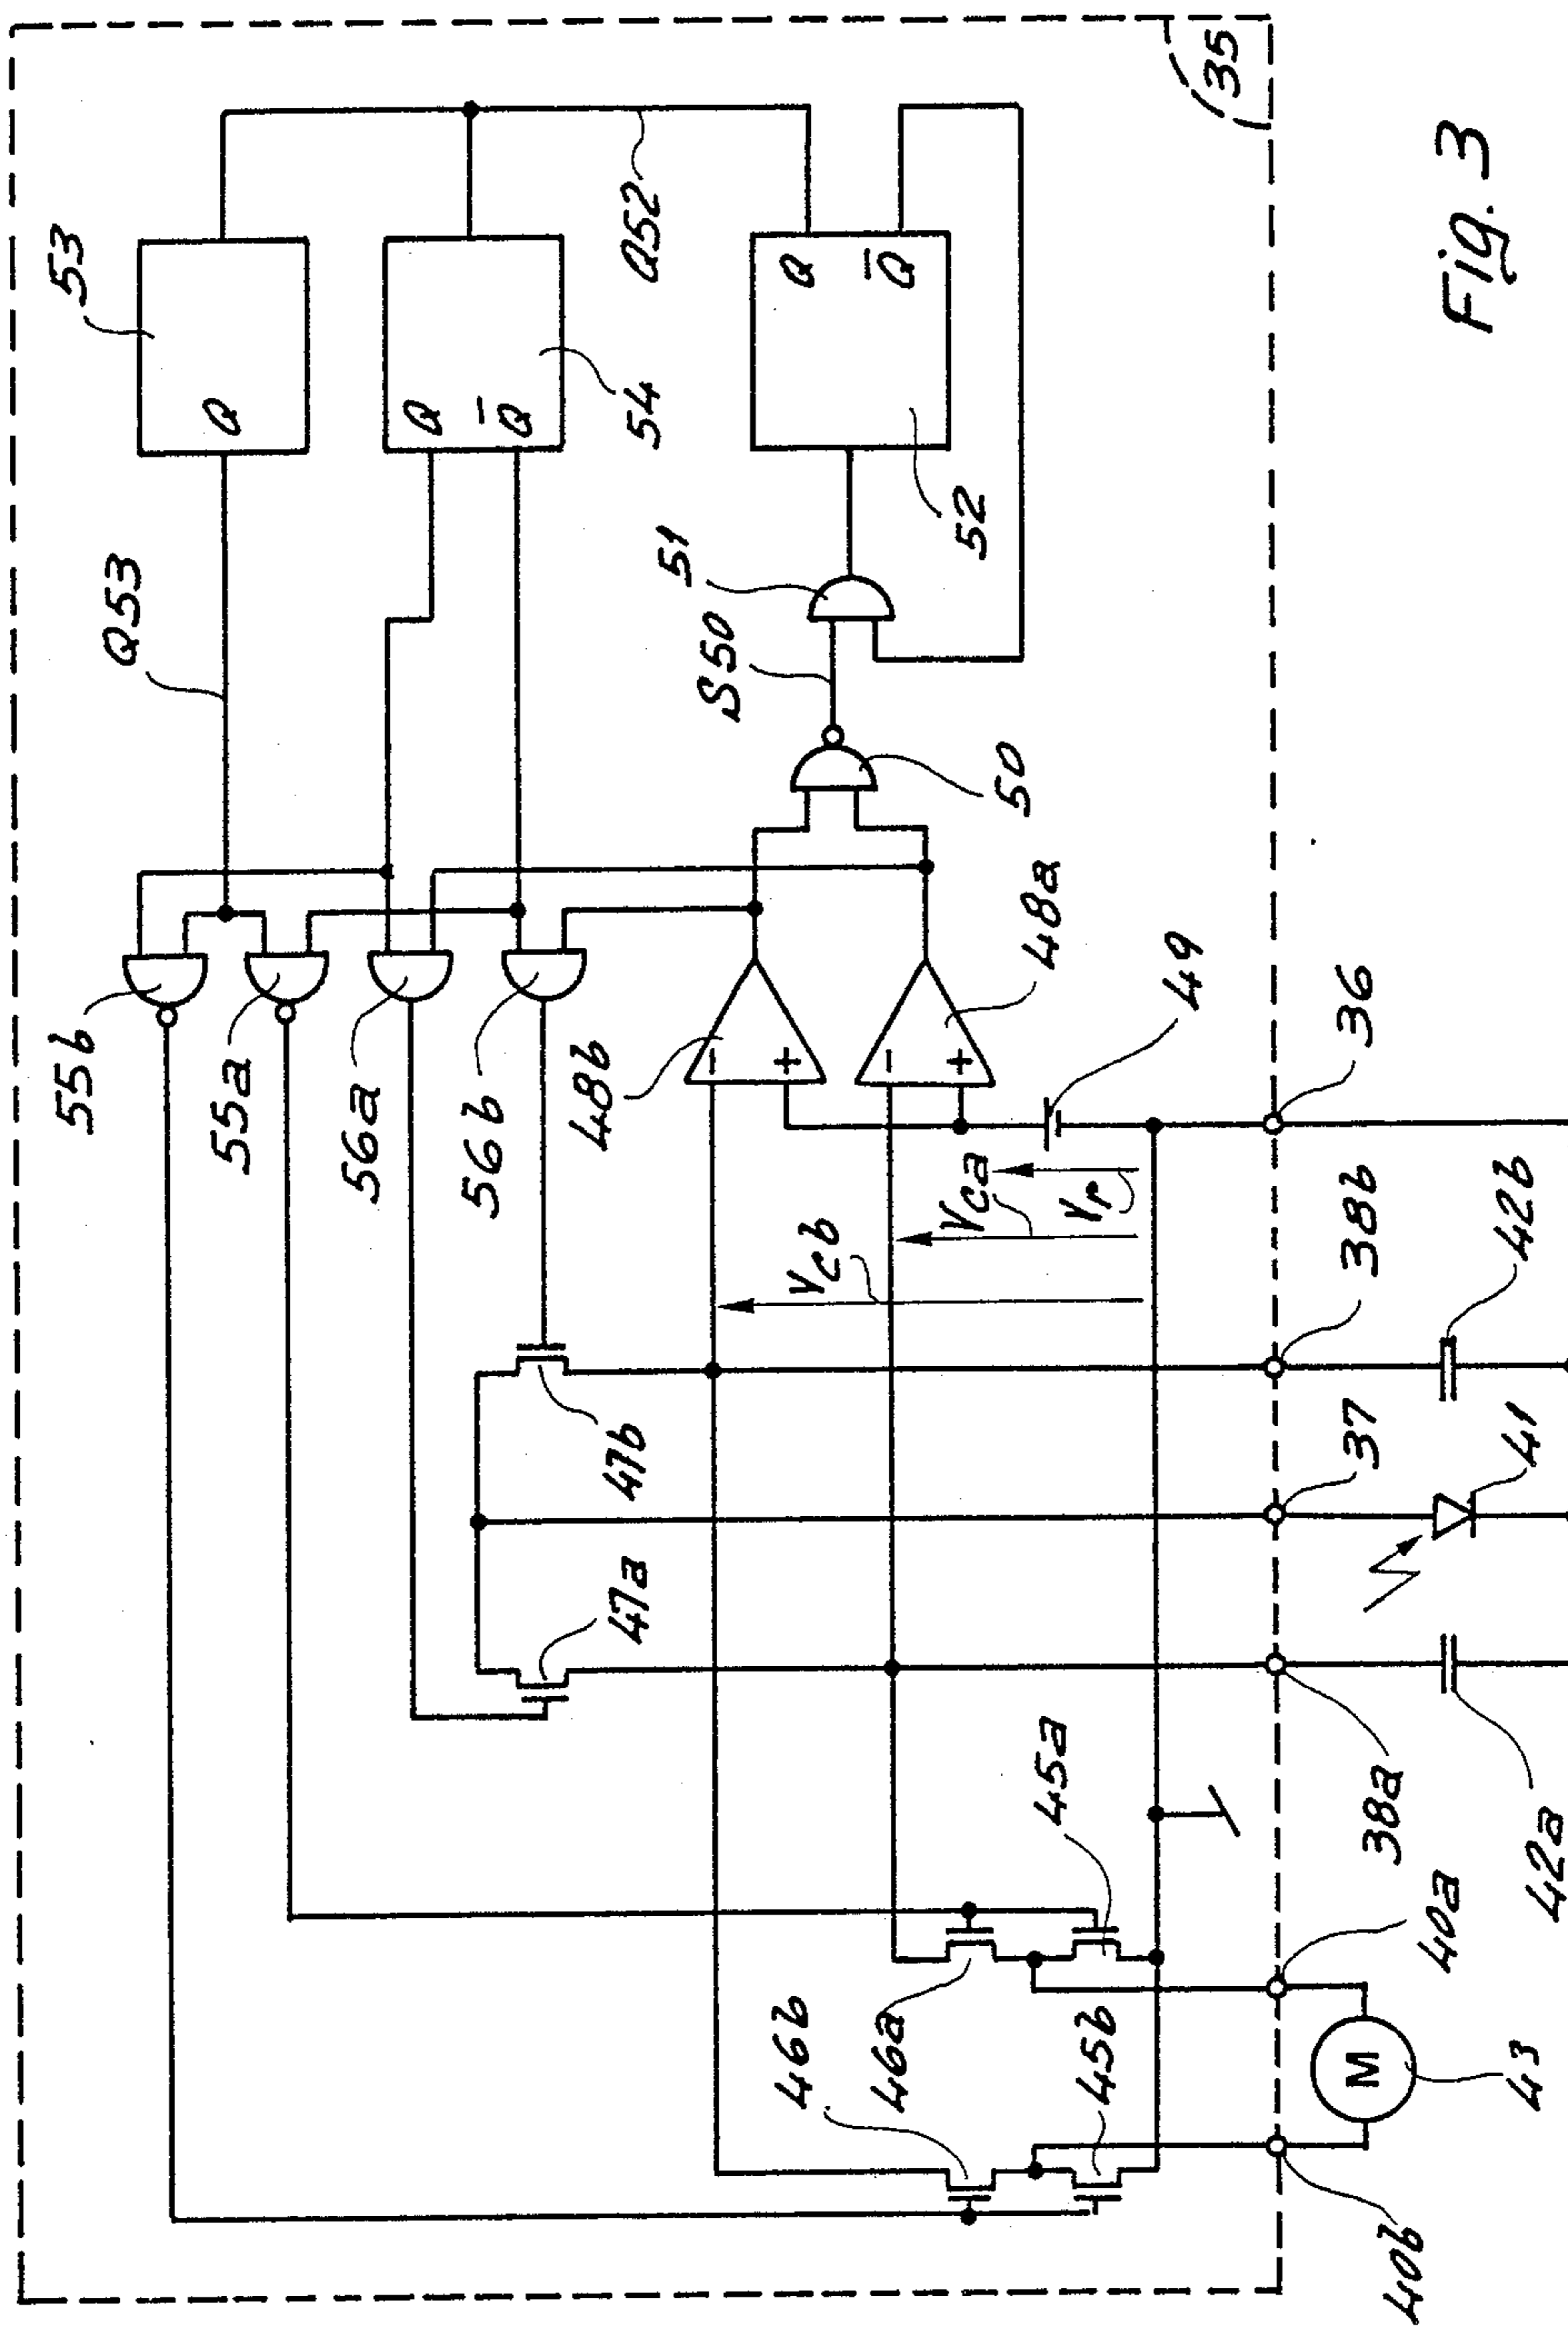 35
53
Q
Q53
54
Q
Q̅
Q52
52
Q
Q̅
51
S50
50
55b
55a
56a
56b
48b
48a
−
+
−
+
49
36
Vcb
Vca
Vr
38b
42b
47b
37
41
47a
38a
42a
45a
40a
46b
46a
45b
M
43
40b
Fig. 3